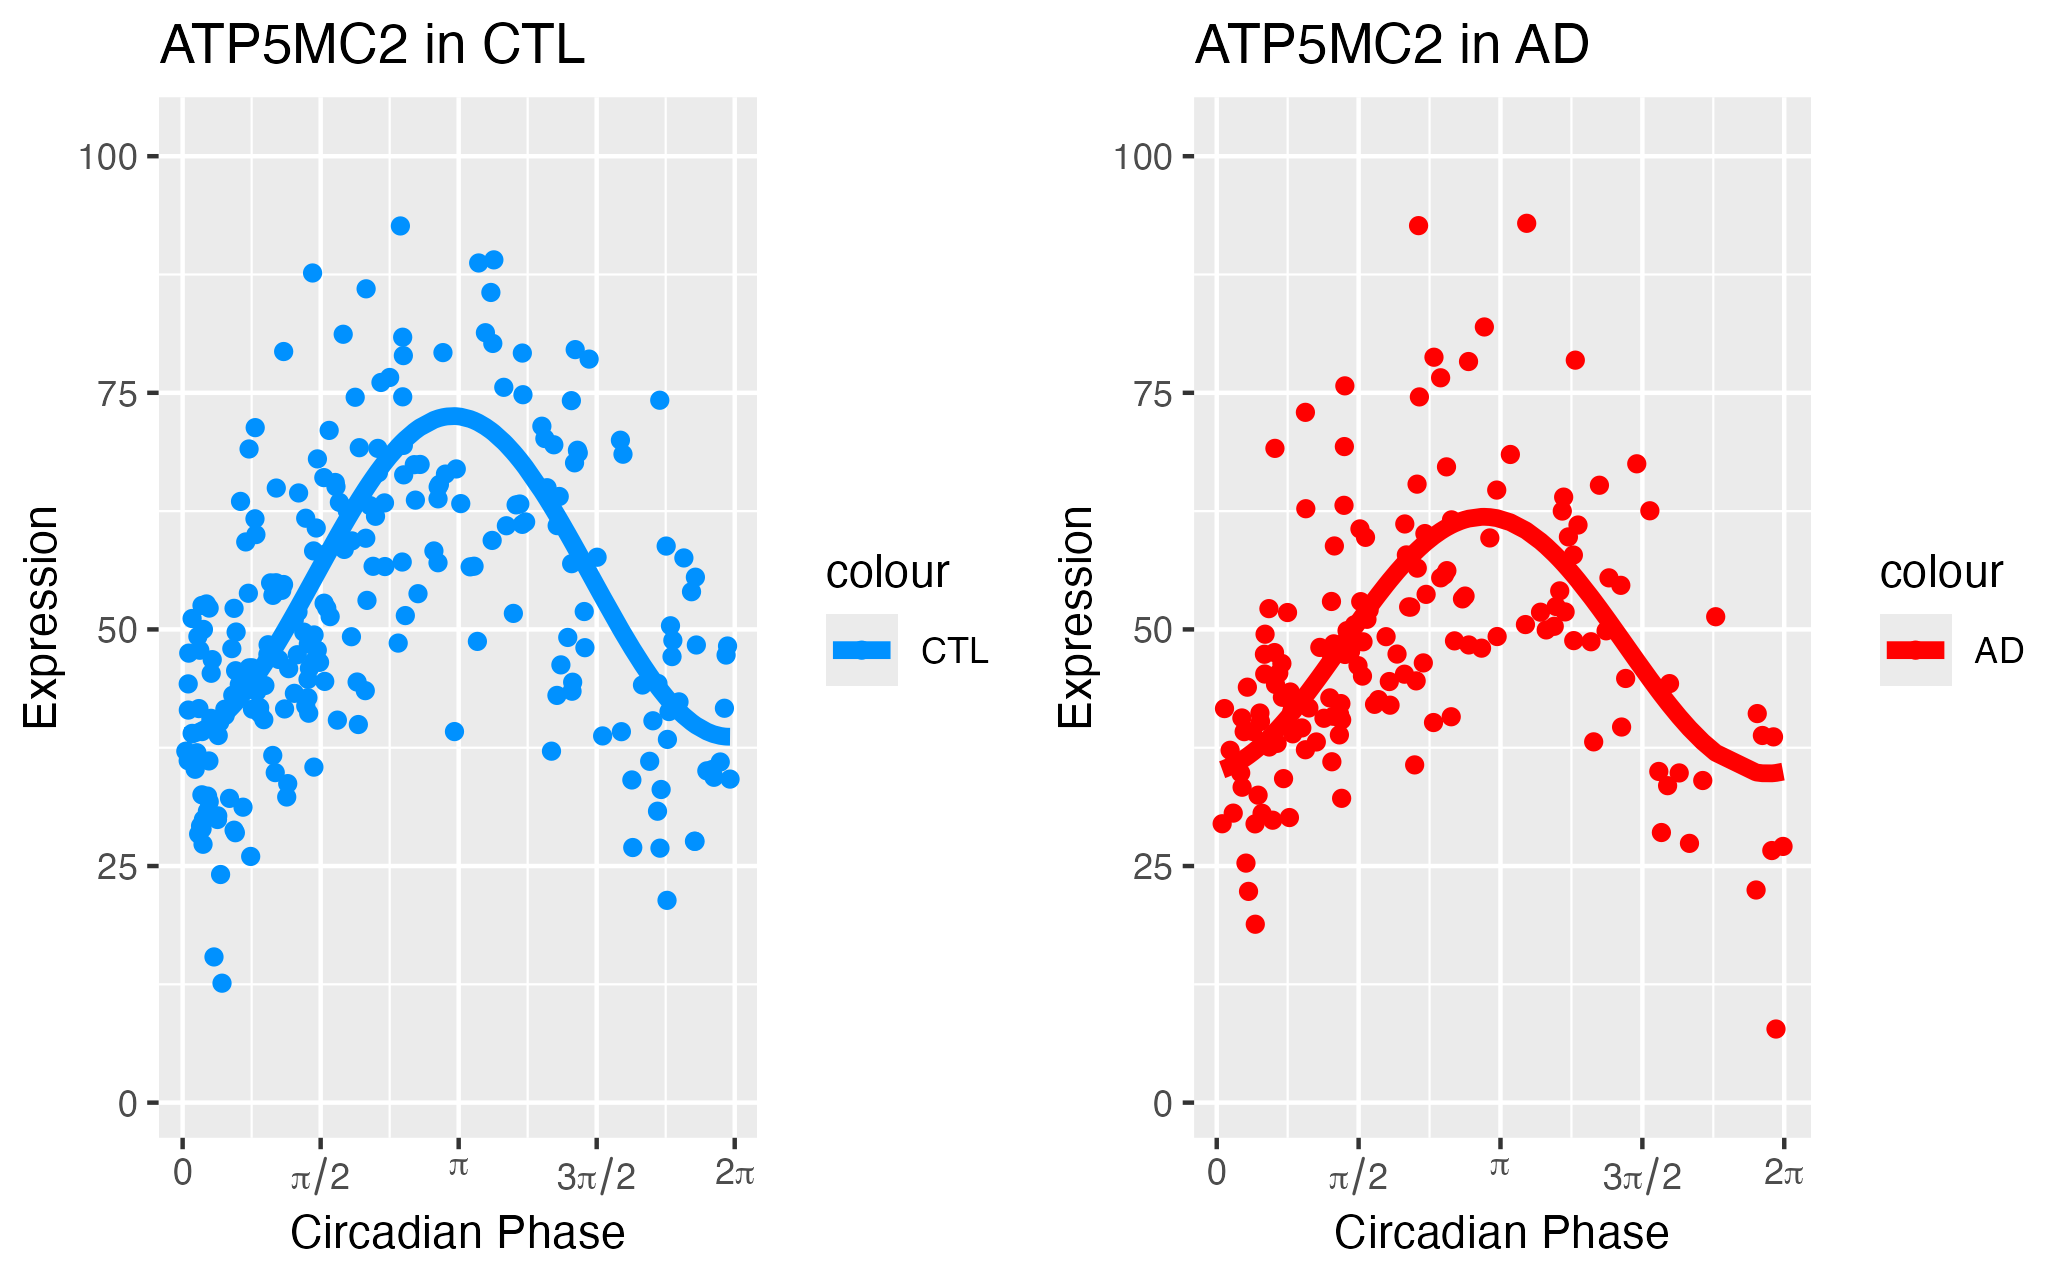 ATP5MC2 in CTL
100
75
50
25
0
Expression
0 π/2 π 3π/2 2π
Circadian Phase
colour
CTL
ATP5MC2 in AD
100
75
50
25
0
Expression
0 π/2 π 3π/2 2π
Circadian Phase
colour
AD